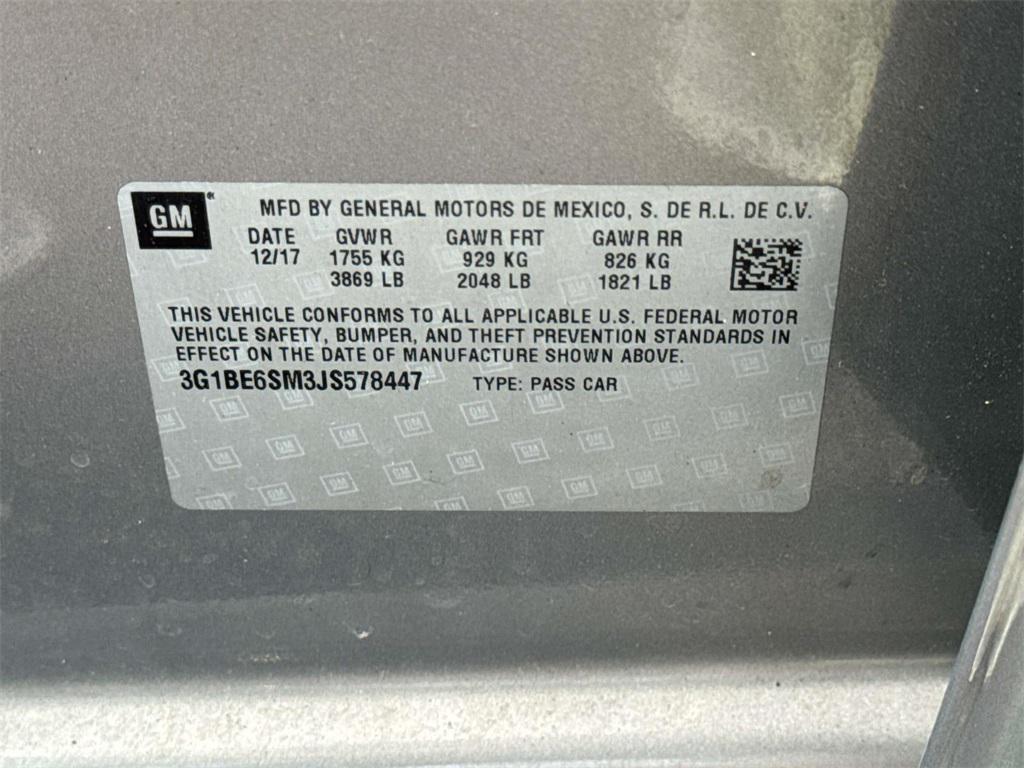 GM
MFD BY GENERAL MOTORS DE MEXICO, S. DE R.L. DE C.V.
DATE GVWR GAWR FRT GAWR RR
12/17 1755 KG 929 KG 826 KG
3869 LB 2048 LB 1821 LB
THIS VEHICLE CONFORMS TO ALL APPLICABLE U.S. FEDERAL MOTOR
VEHICLE SAFETY, BUMPER, AND THEFT PREVENTION STANDARDS IN
EFFECT ON THE DATE OF MANUFACTURE SHOWN ABOVE.
3G1BE6SM3JS578447 TYPE: PASS CAR